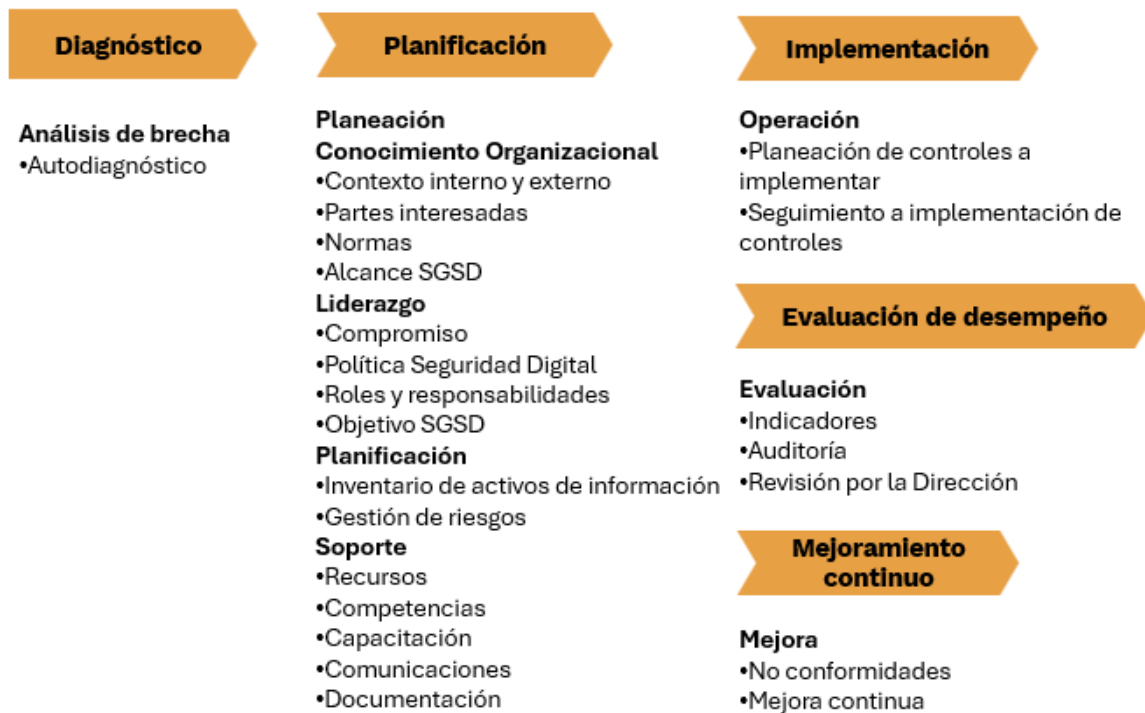 Diagnóstico
Análisis de brecha
•Autodiagnóstico
Planificación
Planeación
Conocimiento Organizacional
•Contexto interno y externo
•Partes interesadas
•Normas
•Alcance SGSD
Liderazgo
•Compromiso
•Política Seguridad Digital
•Roles y responsabilidades
•Objetivo SGSD
Planificación
•Inventario de activos de información
•Gestión de riesgos
Soporte
•Recursos
•Competencias
•Capacitación
•Comunicaciones
•Documentación
Implementación
Operación
•Planeación de controles a
implementar
•Seguimiento a implementación de
controles
Evaluación de desempeño
Evaluación
•Indicadores
•Auditoría
•Revisión por la Dirección
Mejoramiento
continuo
Mejora
•No conformidades
•Mejora continua